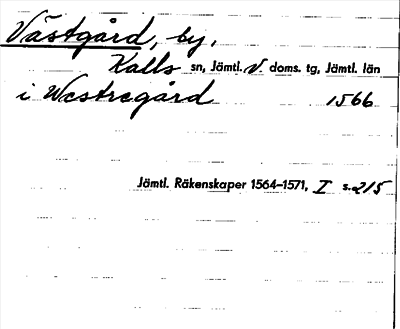 Västgård, by,
Kalls sn, Jämtl. V. doms. tg, Jämtl. län
i Westregård 1566
Jämtl. Räkenskaper 1564–1571, I s. 215